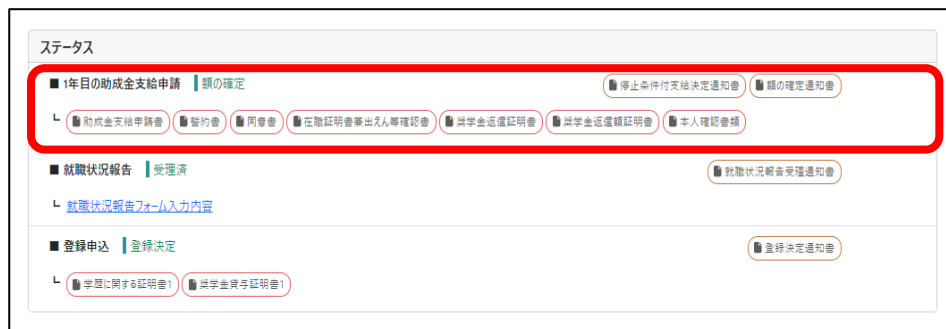 ステータス
■ 1年目の助成金支給申請 額の確定 停止条件付支給決定通知書 額の確定通知書
┗ 助成金支給申請書 誓約書 同意書 在職証明書兼出えん等確認書 奨学金返還証明書 奨学金返還額証明書 本人確認書類
■ 就職状況報告 受理済 就職状況報告受理通知書
┗ 就職状況報告フォーム入力内容
■ 登録申込 登録決定 登録決定通知書
┗ 学歴に関する証明書1 奨学金貸与証明書1